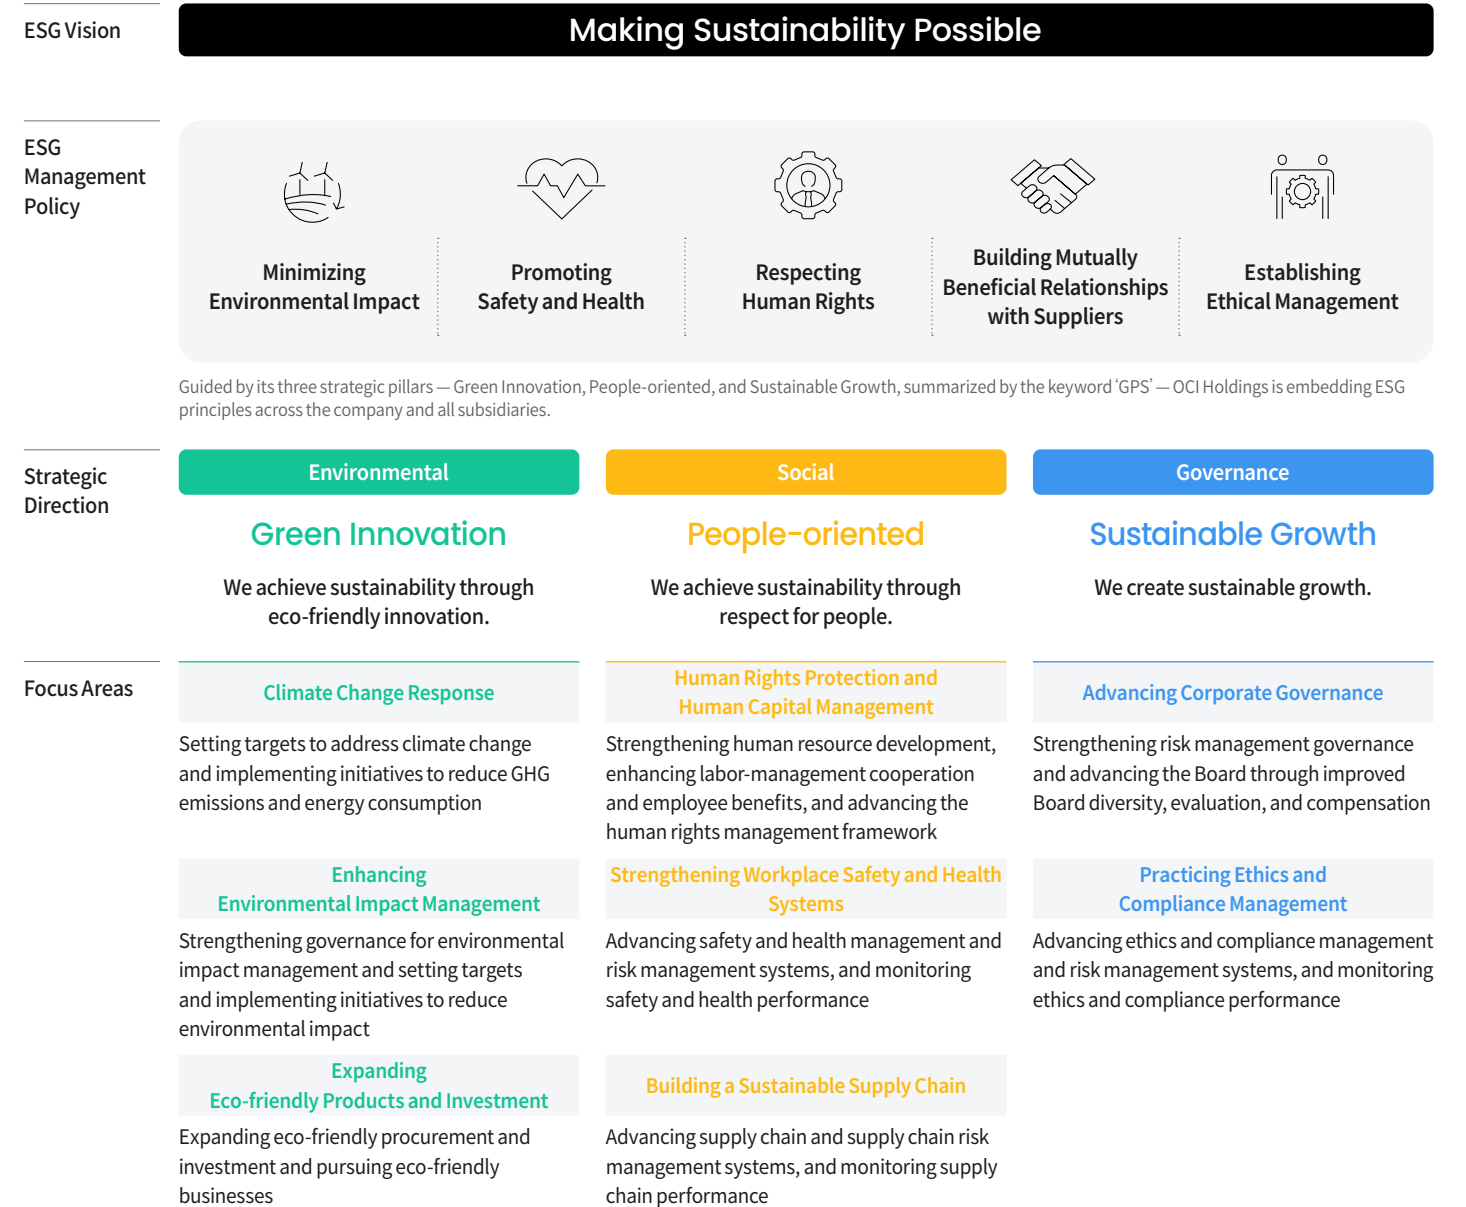 ESG Vision
Making Sustainability Possible
ESG
Management
Policy
Minimizing
Environmental Impact
Promoting
Safety and Health
Respecting
Human Rights
Building Mutually
Beneficial Relationships
with Suppliers
Establishing
Ethical Management
Guided by its three strategic pillars — Green Innovation, People-oriented, and Sustainable Growth, summarized by the keyword ‘GPS’ — OCI Holdings is embedding ESG
principles across the company and all subsidiaries.
Strategic
Direction
Environmental
Green Innovation
We achieve sustainability through
eco-friendly innovation.
Social
People-oriented
We achieve sustainability through
respect for people.
Governance
Sustainable Growth
We create sustainable growth.
Focus Areas
Climate Change Response
Setting targets to address climate change
and implementing initiatives to reduce GHG
emissions and energy consumption
Enhancing
Environmental Impact Management
Strengthening governance for environmental
impact management and setting targets
and implementing initiatives to reduce
environmental impact
Expanding
Eco-friendly Products and Investment
Expanding eco-friendly procurement and
investment and pursuing eco-friendly
businesses
Human Rights Protection and
Human Capital Management
Strengthening human resource development,
enhancing labor-management cooperation
and employee benefits, and advancing the
human rights management framework
Strengthening Workplace Safety and Health
Systems
Advancing safety and health management and
risk management systems, and monitoring
safety and health performance
Building a Sustainable Supply Chain
Advancing supply chain and supply chain risk
management systems, and monitoring supply
chain performance
Advancing Corporate Governance
Strengthening risk management governance
and advancing the Board through improved
Board diversity, evaluation, and compensation
Practicing Ethics and
Compliance Management
Advancing ethics and compliance management
and risk management systems, and monitoring
ethics and compliance performance